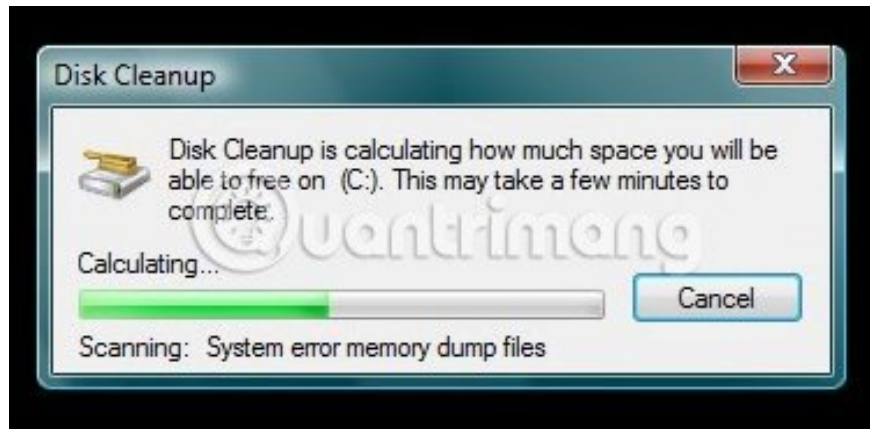 Disk Cleanup
Disk Cleanup is calculating how much space you will be
able to free on (C:). This may take a few minutes to
complete.
Quantrimang
Calculating...
Cancel
Scanning: System error memory dump files